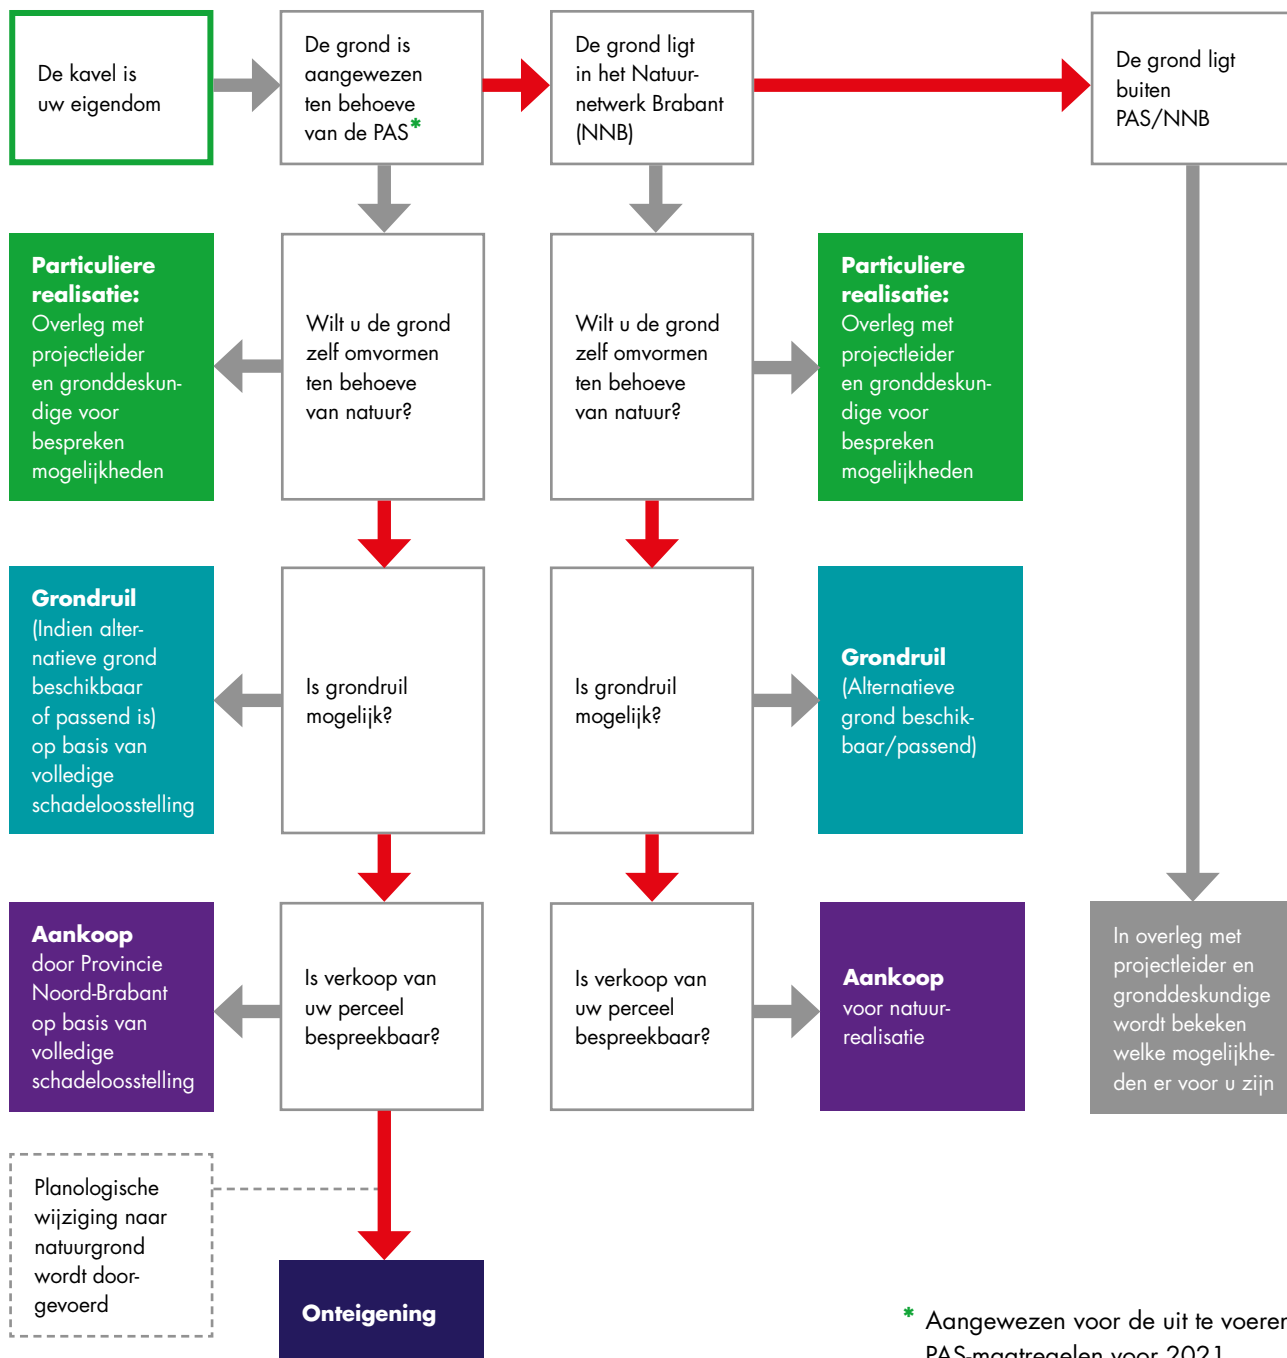 De kavel is
uw eigendom
De grond is
aangewezen
ten behoeve
van de PAS*
De grond ligt
in het Natuur-
netwerk Brabant
(NNB)
De grond ligt
buiten
PAS/NNB
Particuliere
realisatie:
Overleg met
projectleider
en gronddeskun-
dige voor
bespreken
mogelijkheden
Wilt u de grond
zelf omvormen
ten behoeve
van natuur?
Wilt u de grond
zelf omvormen
ten behoeve
van natuur?
Particuliere
realisatie:
Overleg met
projectleider
en gronddeskun-
dige voor
bespreken
mogelijkheden
Grondruil
(Indien alter-
natieve grond
beschikbaar
of passend is)
op basis van
volledige
schadeloosstelling
Is grondruil
mogelijk?
Is grondruil
mogelijk?
Grondruil
(Alternatieve
grond beschik-
baar/passend)
Aankoop
door Provincie
Noord-Brabant
op basis van
volledige
schadeloosstelling
Is verkoop van
uw perceel
bespreekbaar?
Is verkoop van
uw perceel
bespreekbaar?
Aankoop
voor natuur-
realisatie
In overleg met
projectleider en
gronddeskundige
wordt bekeken
welke mogelijkhe-
den er voor u zijn
Planologische
wijziging naar
natuurgrond
wordt door-
gevoerd
Onteigening
* Aangewezen voor de uit te voeren
PAS-maatregelen voor 2021